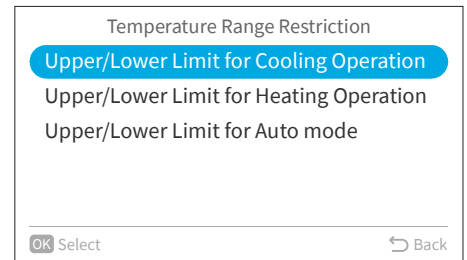 Temperature Range Restriction
Upper/Lower Limit for Cooling Operation
Upper/Lower Limit for Heating Operation
Upper/Lower Limit for Auto mode
OK Select
Back